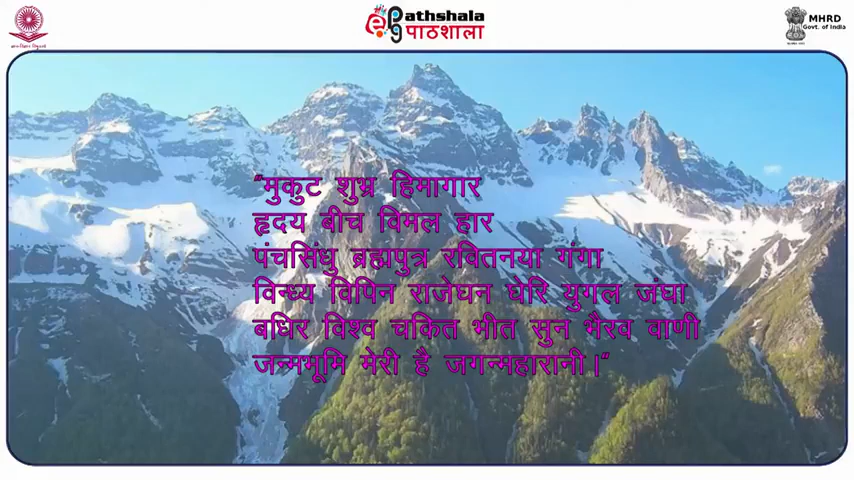 Pathshala
पाठशाला
MHRD
Govt. of India
“मुकुट शुभ्र हिमागार
हृदय बीच विमल हार
पंचसिंधु ब्रह्मपुत्र रवितनया गंगा
विन्ध्य विपिन राजेघन घेरि युगल जंघा
बधिर विश्व चकित भीत सुन भैरव वाणी
जन्मभूमि मेरी है जगन्महारानी।“